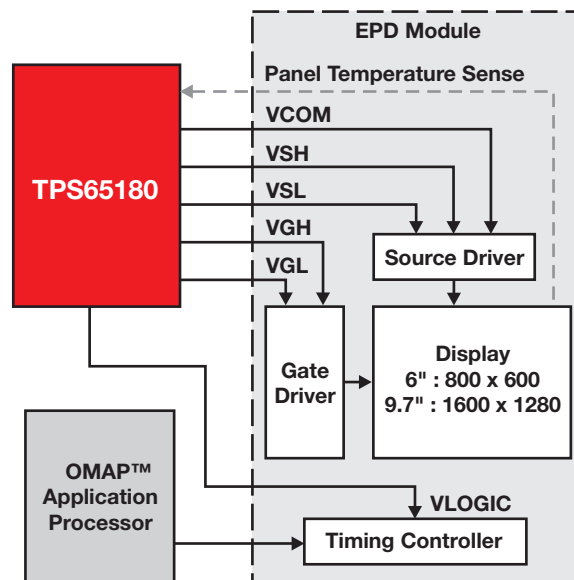 EPD Module
Panel Temperature Sense
VCOM
VSH
VSL
VGH
VGL
TPS65180
Source Driver
Gate
Driver
Display
6" : 800 x 600
9.7" : 1600 x 1280
OMAP™
Application
Processor
VLOGIC
Timing Controller